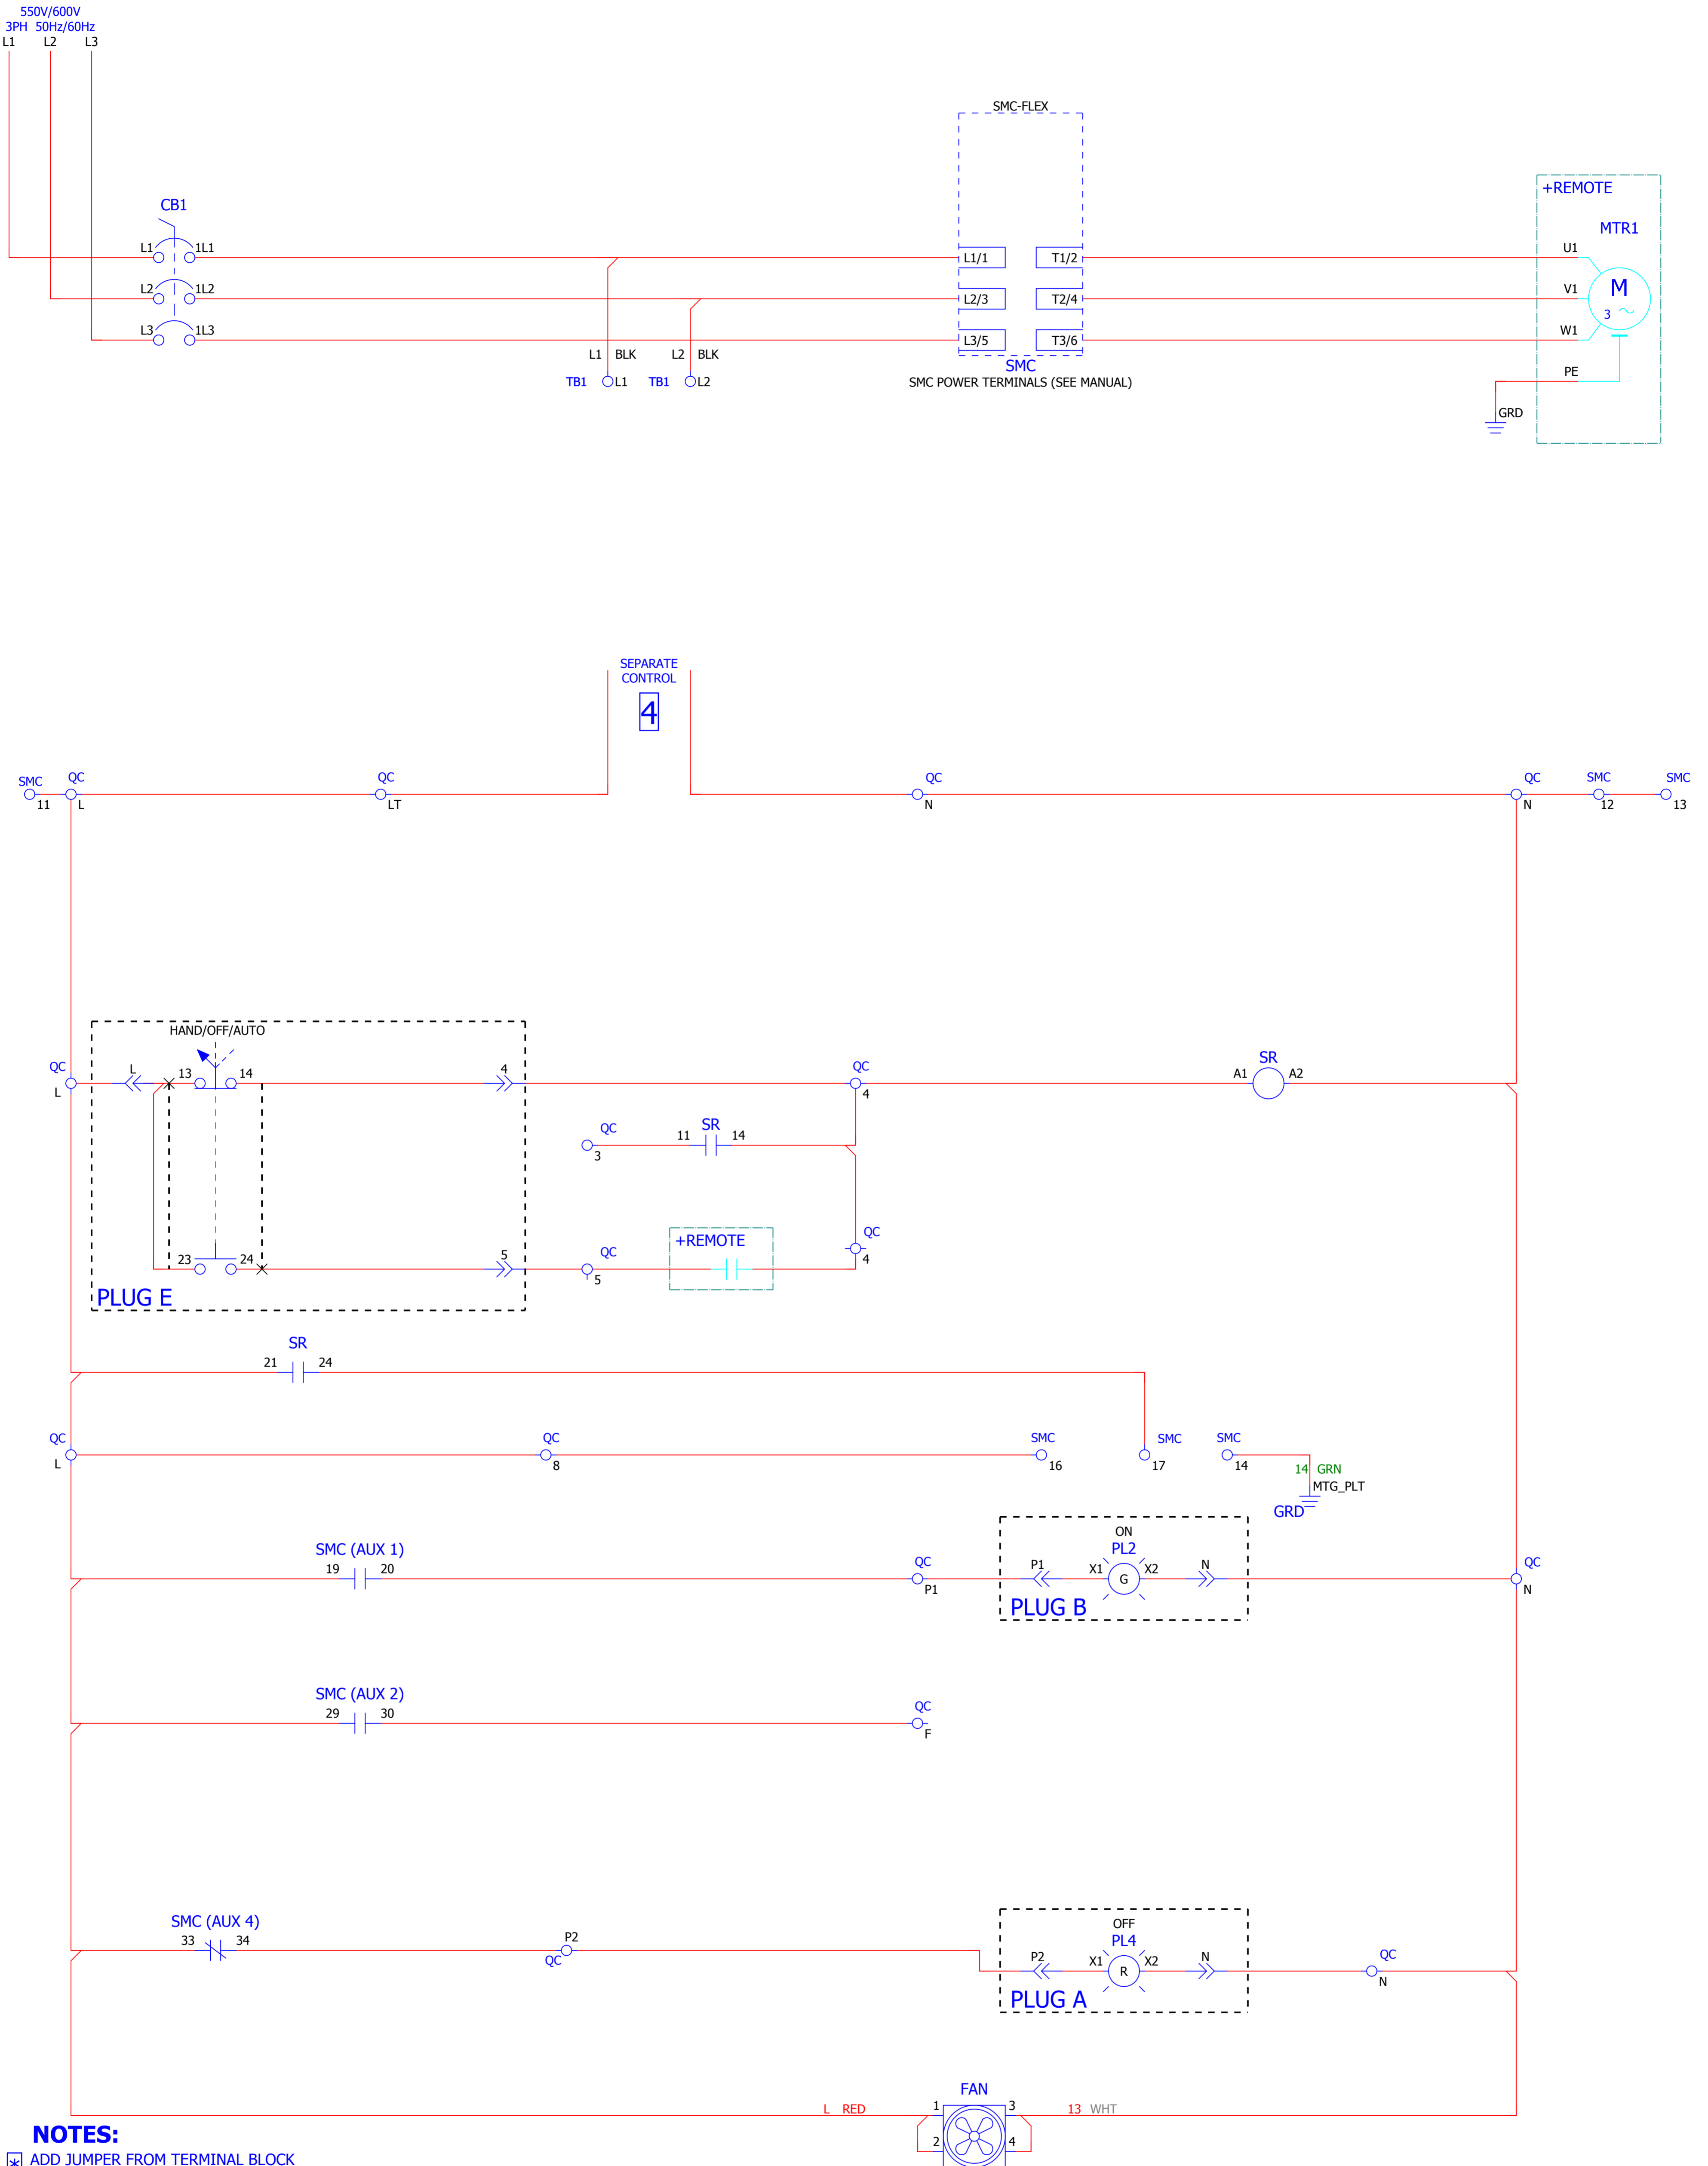 550V/600V
3PH 50Hz/60Hz
L1 L2 L3
SMC-FLEX
+REMOTE
CB1
MTR1
L1 1L1 L1/1 T1/2 U1
L2 1L2 L2/3 T2/4 V1 M
3
L3 1L3 L3/5 T3/6 W1
L1 BLK L2 BLK
SMC
TB1 L1 TB1 L2
SMC POWER TERMINALS (SEE MANUAL)
PE
GRD
SEPARATE
CONTROL
4
SMC QC QC QC QC SMC SMC
11 L LT N N 12 13
HAND/OFF/AUTO
QC L 13 14 4 QC SR
A1 A2
L 4
QC SR
11 14
3
+REMOTE QC
4
23 24 5 QC
5
PLUG E
SR
21 24
QC QC SMC SMC SMC
L 8 16 17 14
14 GRN
MTG_PLT
GRD
ON
SMC (AUX 1) PL2
19 20 QC P1 X1 G X2 N QC
P1 N
PLUG B
SMC (AUX 2)
29 30 QC
F
SMC (AUX 4) OFF
33 34 P2 PL4
QC P2 X1 R X2 N QC
N
PLUG A
FAN
L RED 1 3 13 WHT
2 4
NOTES:
* ADD JUMPER FROM TERMINAL BLOCK